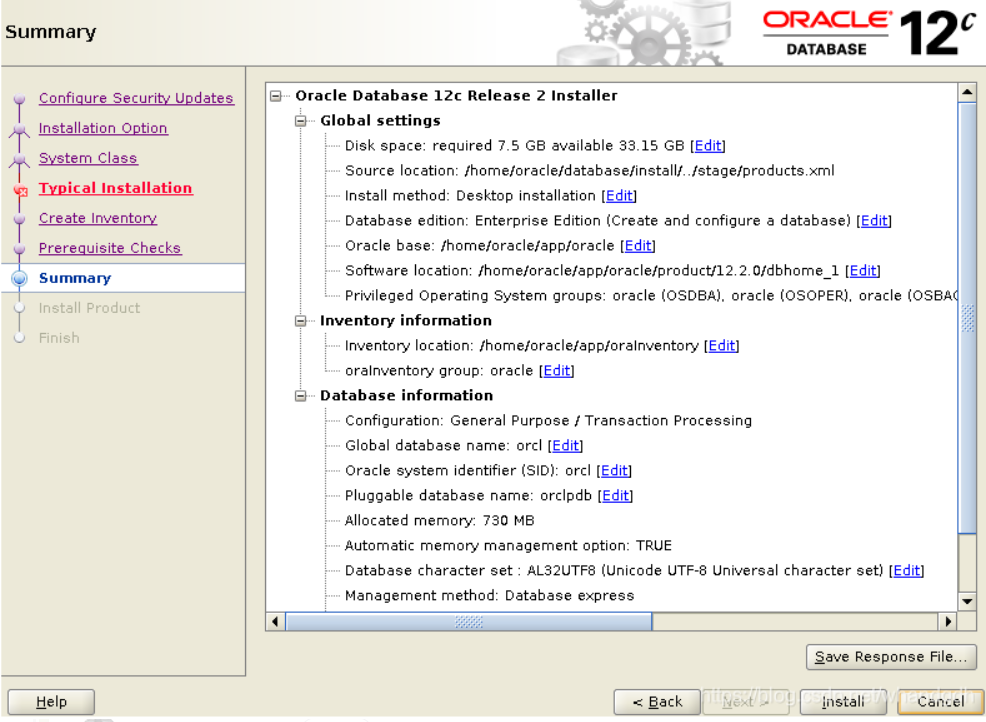 Summary
ORACLE
DATABASE
12c
Configure Security Updates
Installation Option
System Class
Typical Installation
Create Inventory
Prerequisite Checks
Summary
Install Product
Finish
Oracle Database 12c Release 2 Installer
Global settings
Disk space: required 7.5 GB available 33.15 GB [Edit]
Source location: /home/oracle/database/install/../stage/products.xml
Install method: Desktop installation [Edit]
Database edition: Enterprise Edition (Create and configure a database) [Edit]
Oracle base: /home/oracle/app/oracle [Edit]
Software location: /home/oracle/app/oracle/product/12.2.0/dbhome_1 [Edit]
Privileged Operating System groups: oracle (OSDBA), oracle (OSOPER), oracle (OSBAC
Inventory information
Inventory location: /home/oracle/app/oraInventory [Edit]
oraInventory group: oracle [Edit]
Database information
Configuration: General Purpose / Transaction Processing
Global database name: orcl [Edit]
Oracle system identifier (SID): orcl [Edit]
Pluggable database name: orclpdb [Edit]
Allocated memory: 730 MB
Automatic memory management option: TRUE
Database character set : AL32UTF8 (Unicode UTF-8 Universal character set) [Edit]
Management method: Database express
Save Response File...
Help
< Back
Next >
Install
Cancel